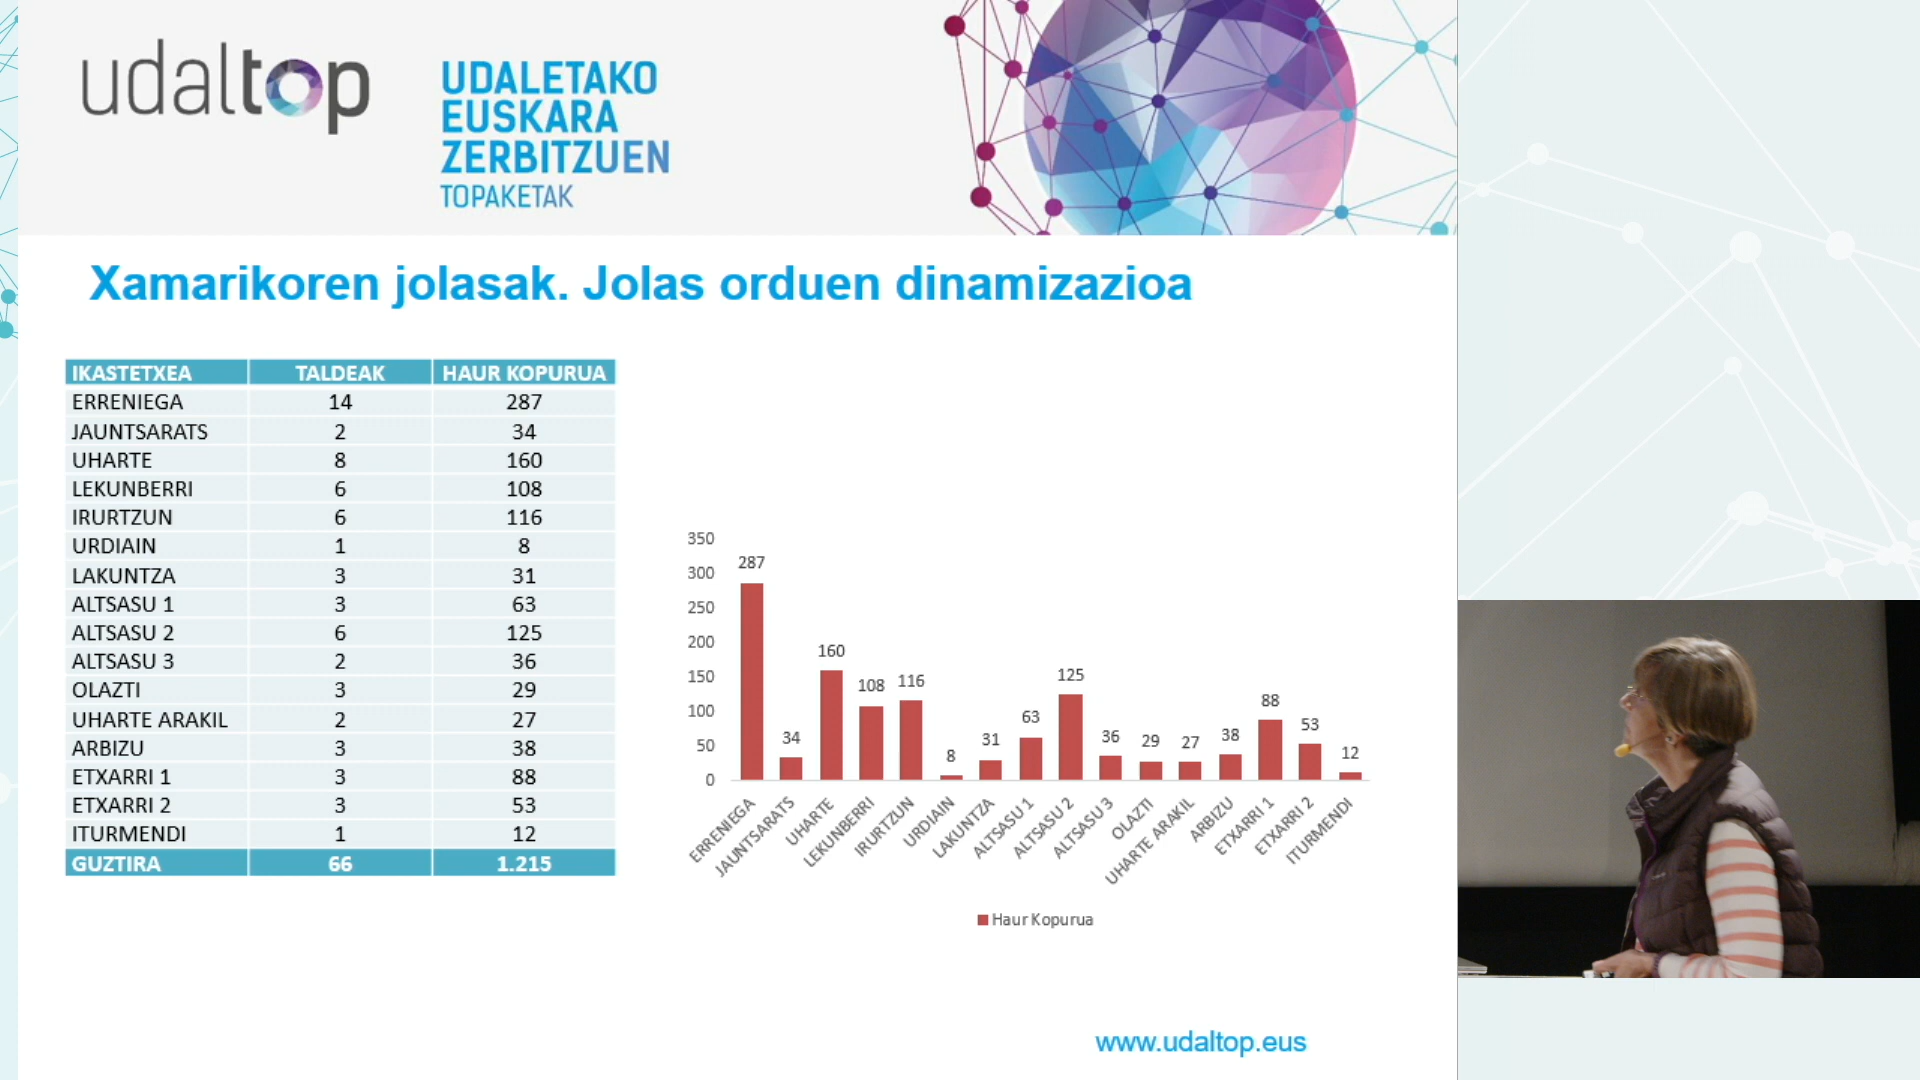 udaltop
UDALETAKO
EUSKARA
ZERBITZUEN
TOPAKETAK
Xamarikoren jolasak. Jolas orduen dinamizazioa
IKASTETXEA TALDEAK HAUR KOPURUA
ERRENIEGA 14 287
JAUNTSARATS 2 34
UHARTE 8 160
LEKUNBERRI 6 108
IRURTZUN 6 116
URDIAIN 1 8
LAKUNTZA 3 31
ALTSASU 1 3 63
ALTSASU 2 6 125
ALTSASU 3 2 36
OLAZTI 3 29
UHARTE ARAKIL 2 27
ARBIZU 3 38
ETXARRI 1 3 88
ETXARRI 2 3 53
ITURMENDI 1 12
GUZTIRA 66 1.215
350
300
250
200
150
100
50
0
287 34 160 108 116 8 31 63 125 36 29 27 38 88 53 12
ERRENIEGA
JAUNTSARATS
UHARTE
LEKUNBERRI
IRURTZUN
URDIAIN
LAKUNTZA
ALTSASU 1
ALTSASU 2
ALTSASU 3
OLAZTI
UHARTE ARAKIL
ARBIZU
ETXARRI 1
ETXARRI 2
ITURMENDI
Haur Kopurua
www.udaltop.eus